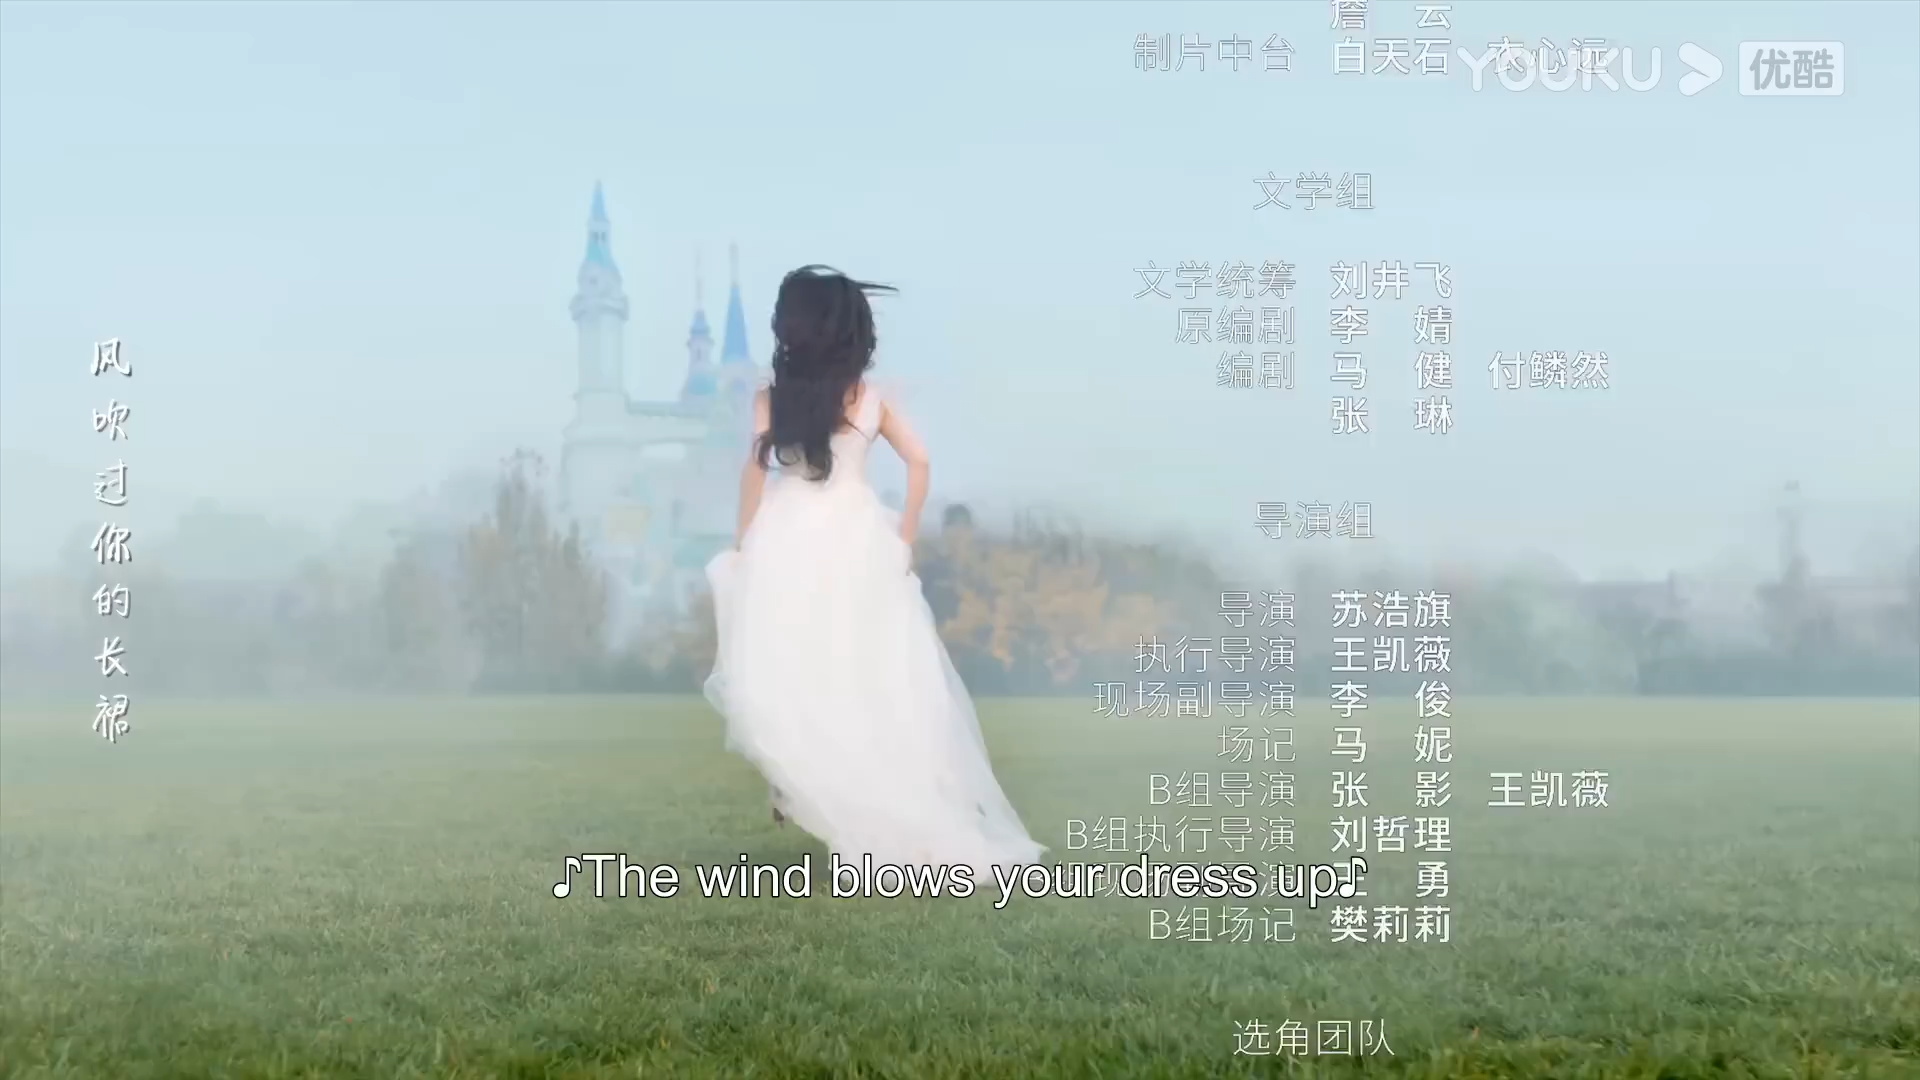 詹 云
制片中台 白天石 衣心远
YOUKU 优酷
文学组
文学统筹 刘井飞
原编剧 李 婧
编剧 马 健 付鳞然
张 琳
风吹过你的长裙
导演组
导演 苏浩旗
执行导演 王凯薇
现场副导演 李 俊
场记 马 妮
B组导演 张 影 王凯薇
B组执行导演 刘哲理
♪The wind blows your dress up♪
勇
B组场记 樊莉莉
选角团队